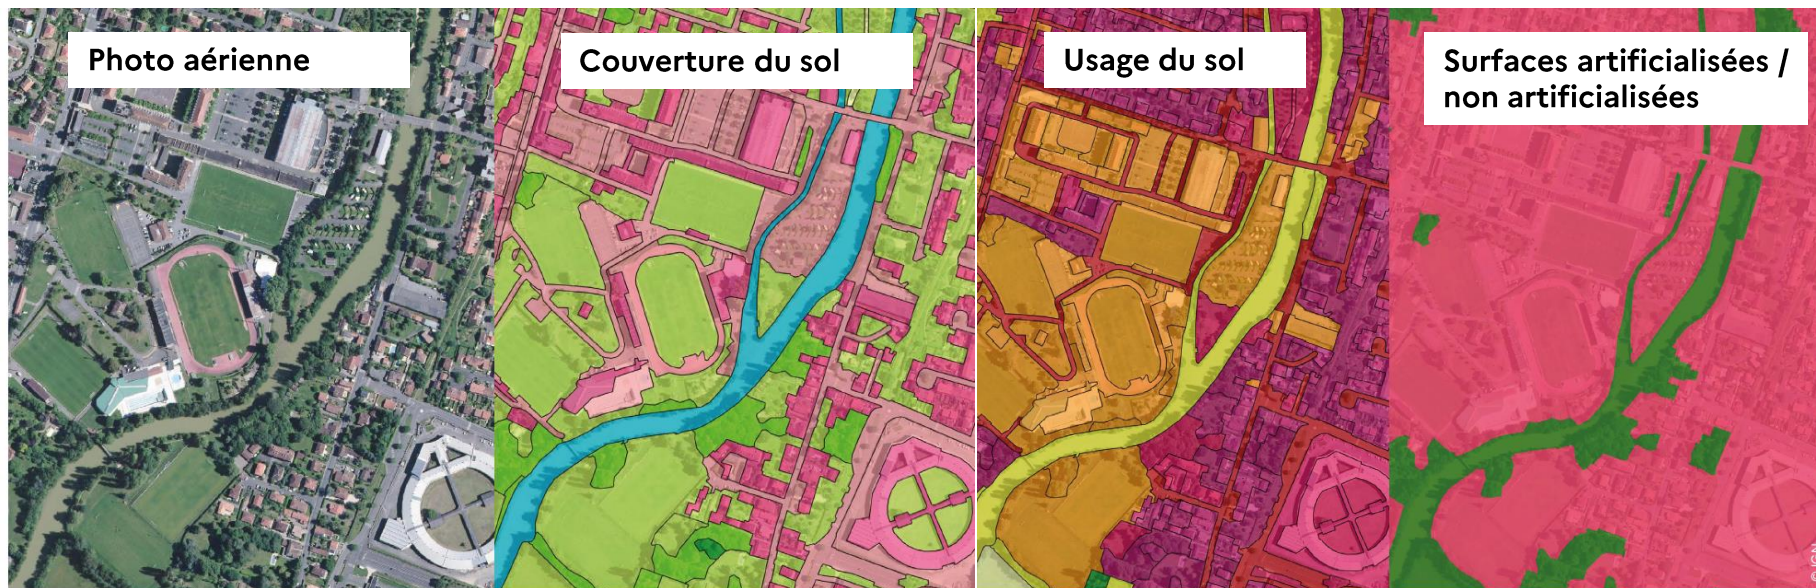 Photo aérienne
Couverture du sol
Usage du sol
Surfaces artificialisées /
non artificialisées